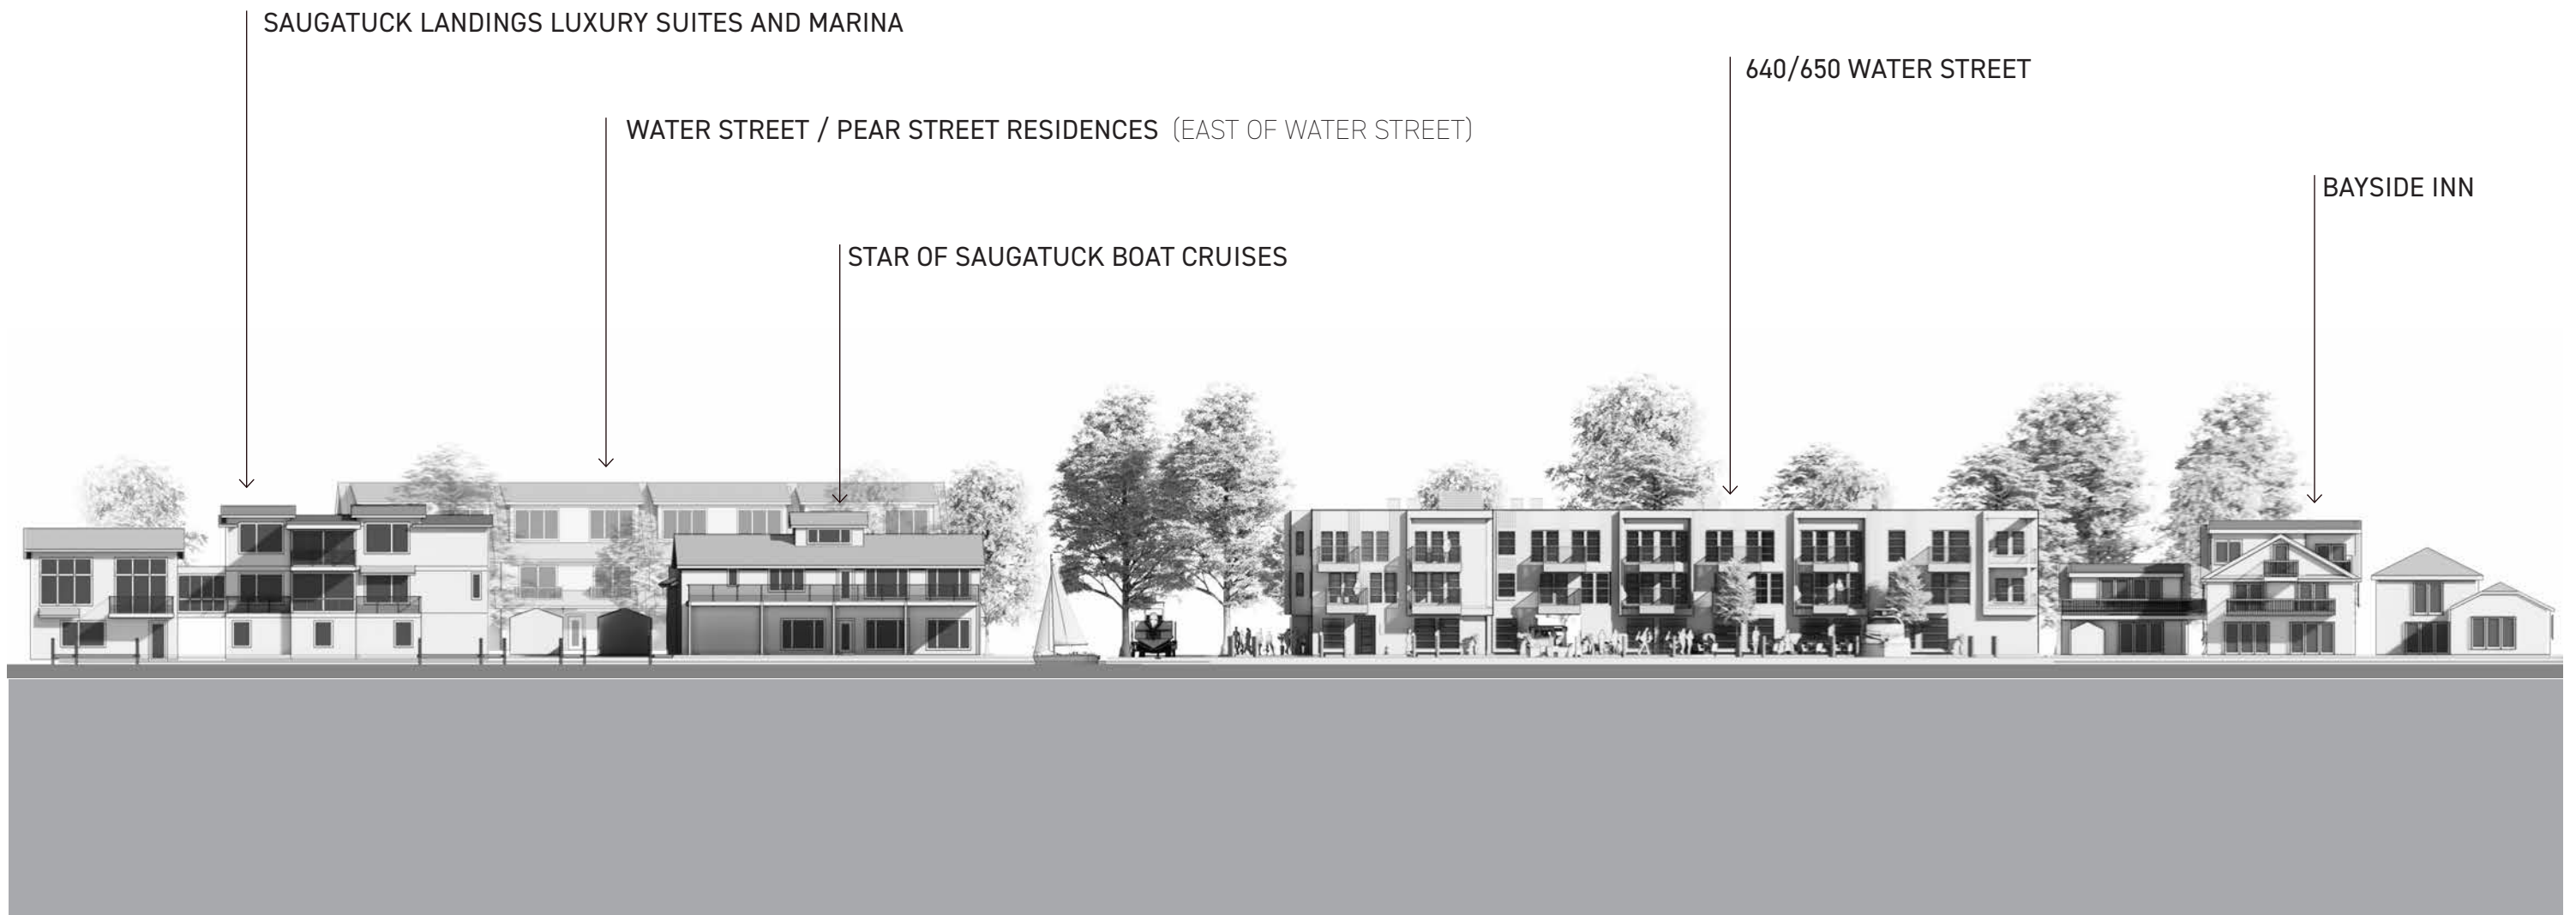 SAUGATUCK LANDINGS LUXURY SUITES AND MARINA
640/650 WATER STREET
WATER STREET / PEAR STREET RESIDENCES (EAST OF WATER STREET)
BAYSIDE INN
STAR OF SAUGATUCK BOAT CRUISES